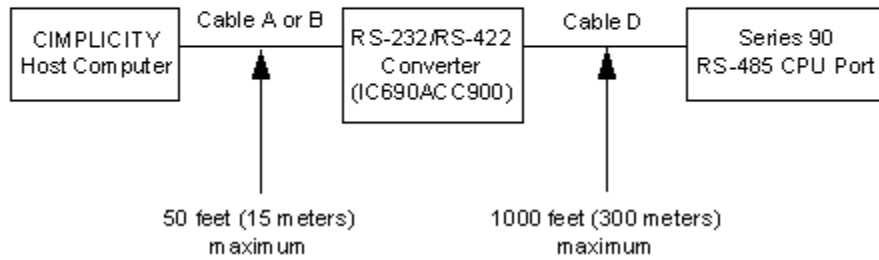 Cable A or B
Cable D
CIMPLICITY
Host Computer
RS-232/RS-422
Converter
(IC690ACC900)
Series 90
RS-485 CPU Port
50 feet (15 meters)
maximum
1000 feet (300 meters)
maximum